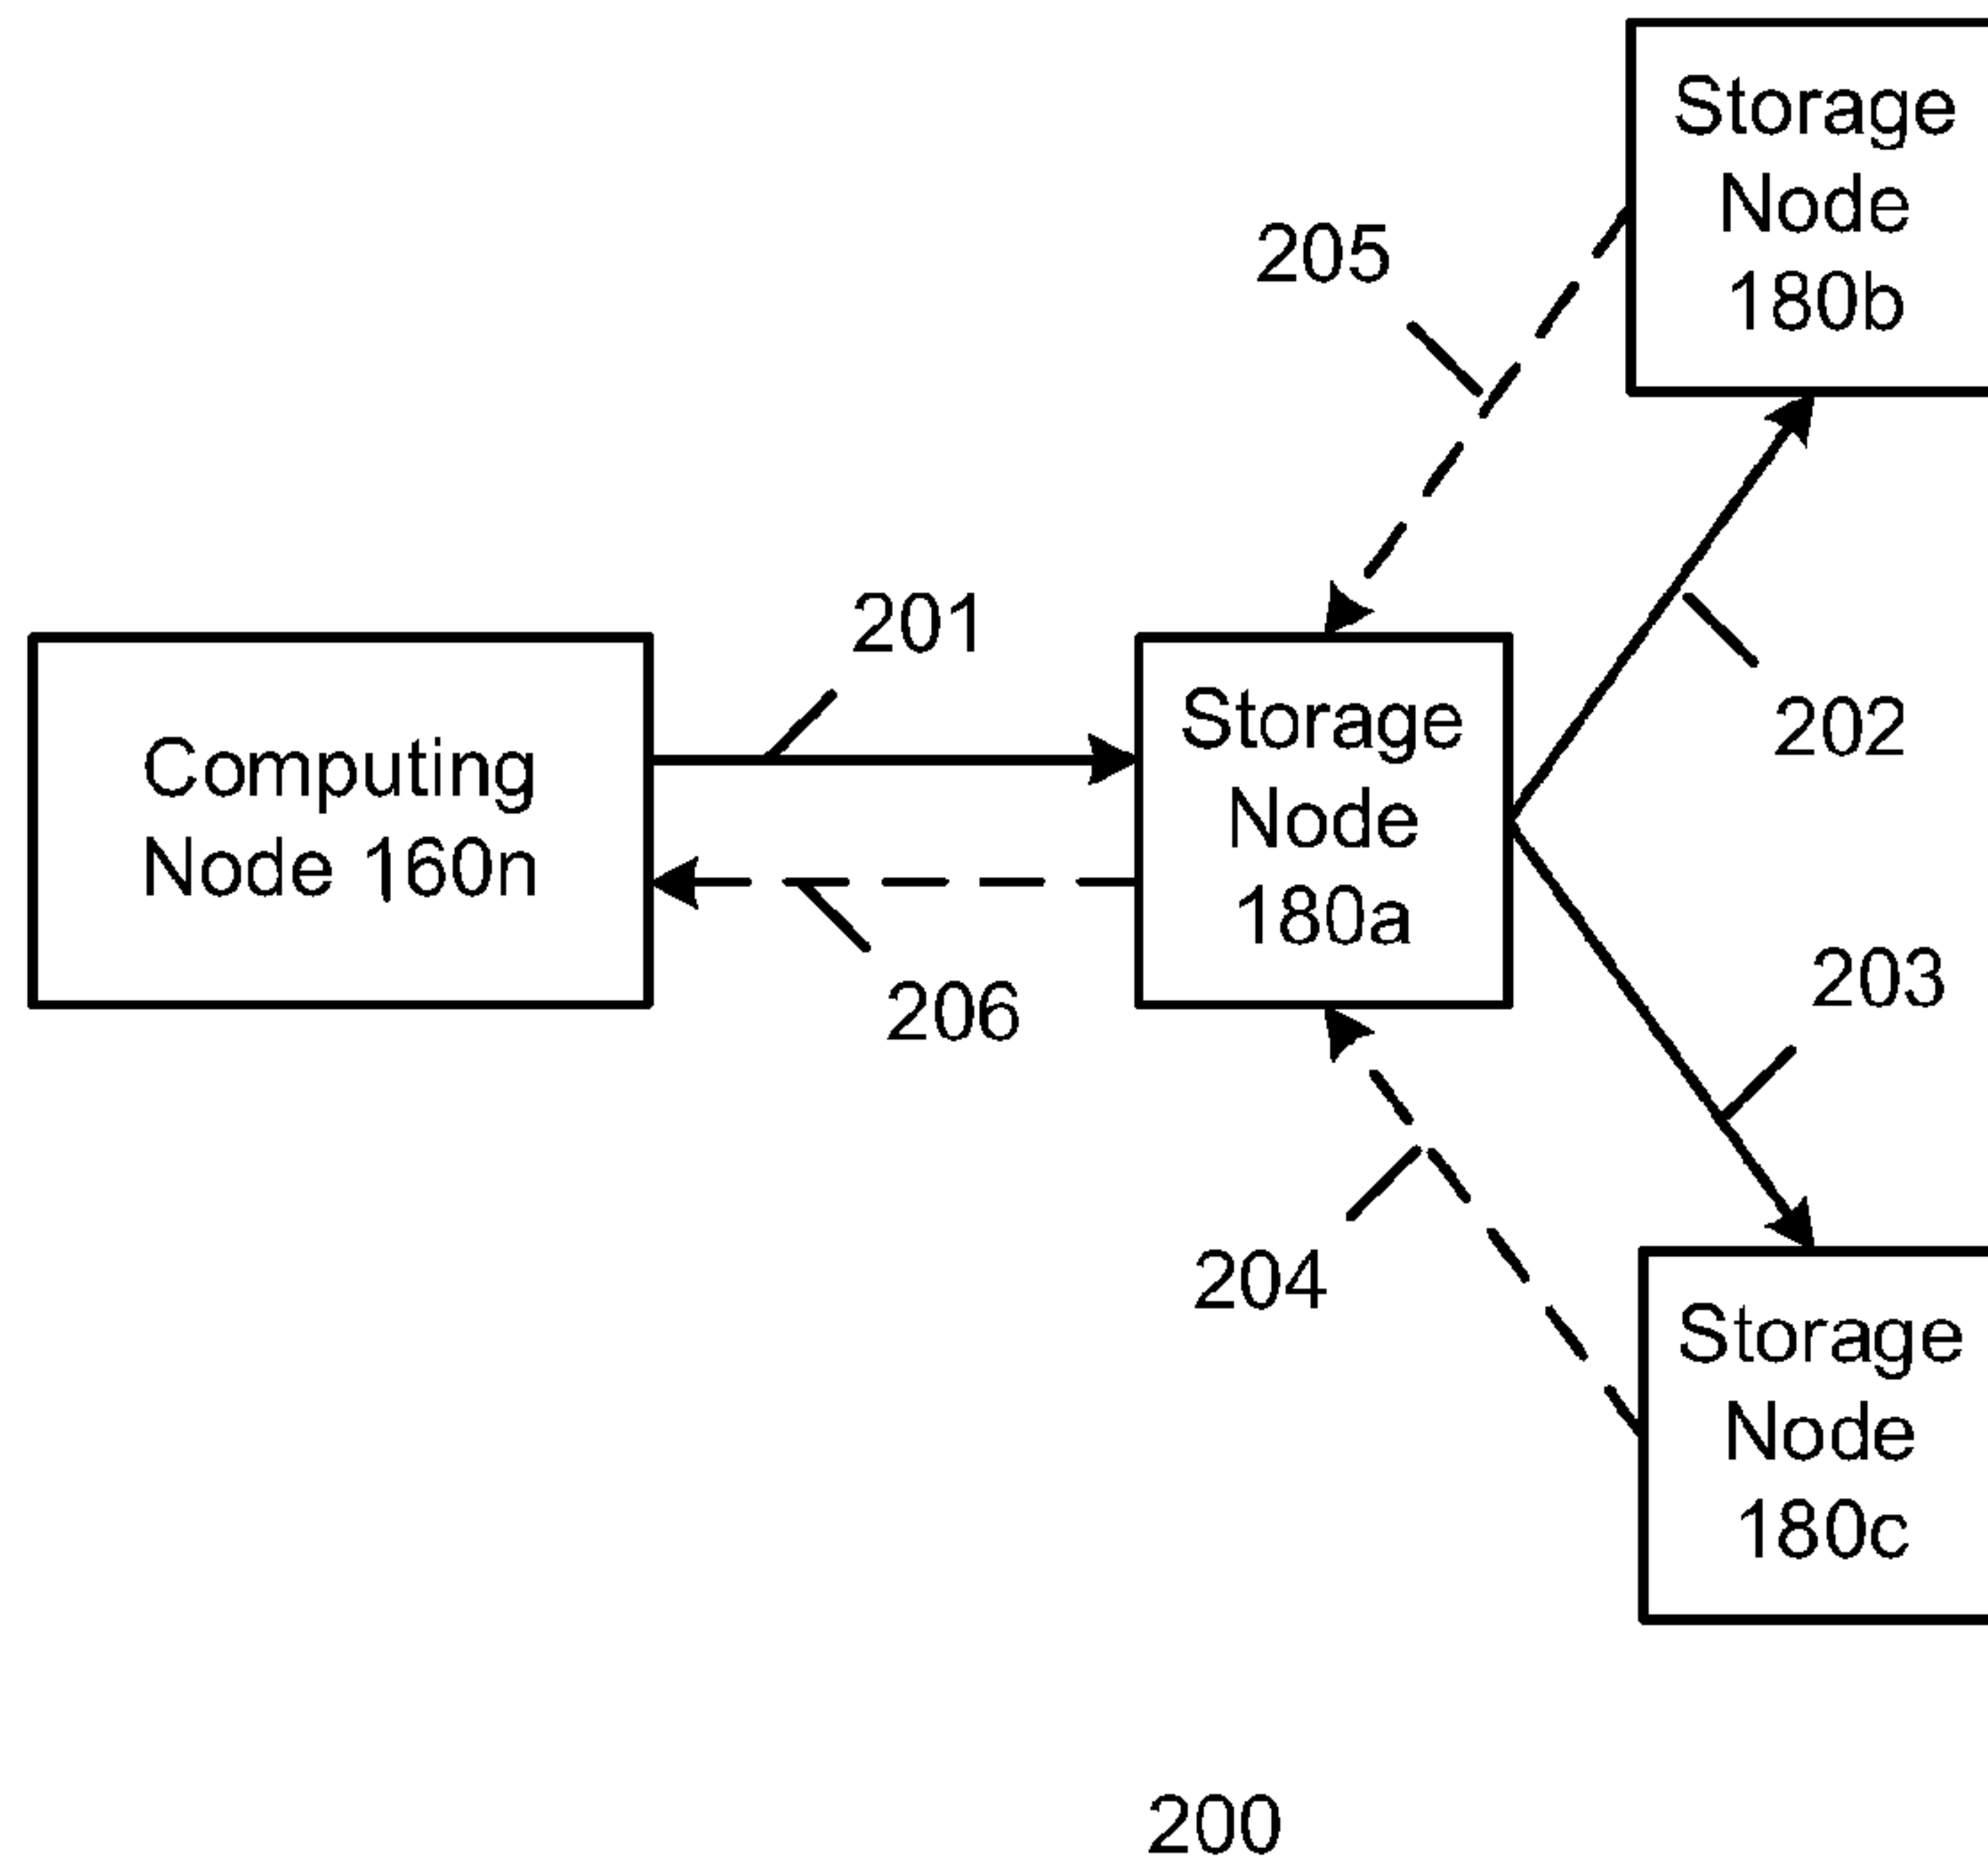 Storage
Node
180b
205
201
202
Storage
Node
180a
Computing
Node 160n
203
206
204
Storage
Node
180c
200